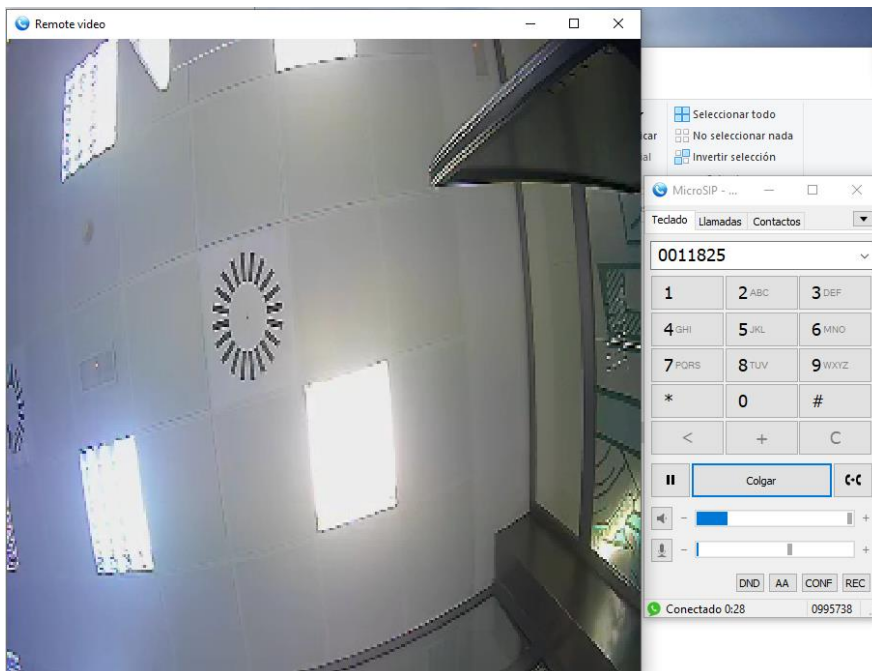 Remote video
Seleccionar todo
car
No seleccionar nada
al
Invertir selección
MicroSIP - ...
Teclado Llamadas Contactos
0011825
1 2 ABC 3 DEF
4 GHI 5 JKL 6 MNO
7 PQRS 8 TUV 9 WXYZ
* 0 #
< + C
Colgar
- +
- +
DND AA CONF REC
Conectado 0:28 0995738